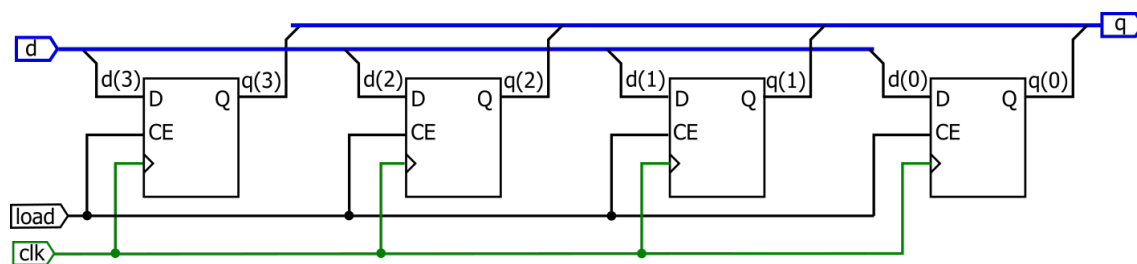 q
d
d(3) D Q q(3) d(2) D Q q(2) d(1) D Q q(1) d(0) D Q q(0)
CE CE CE CE
load
clk